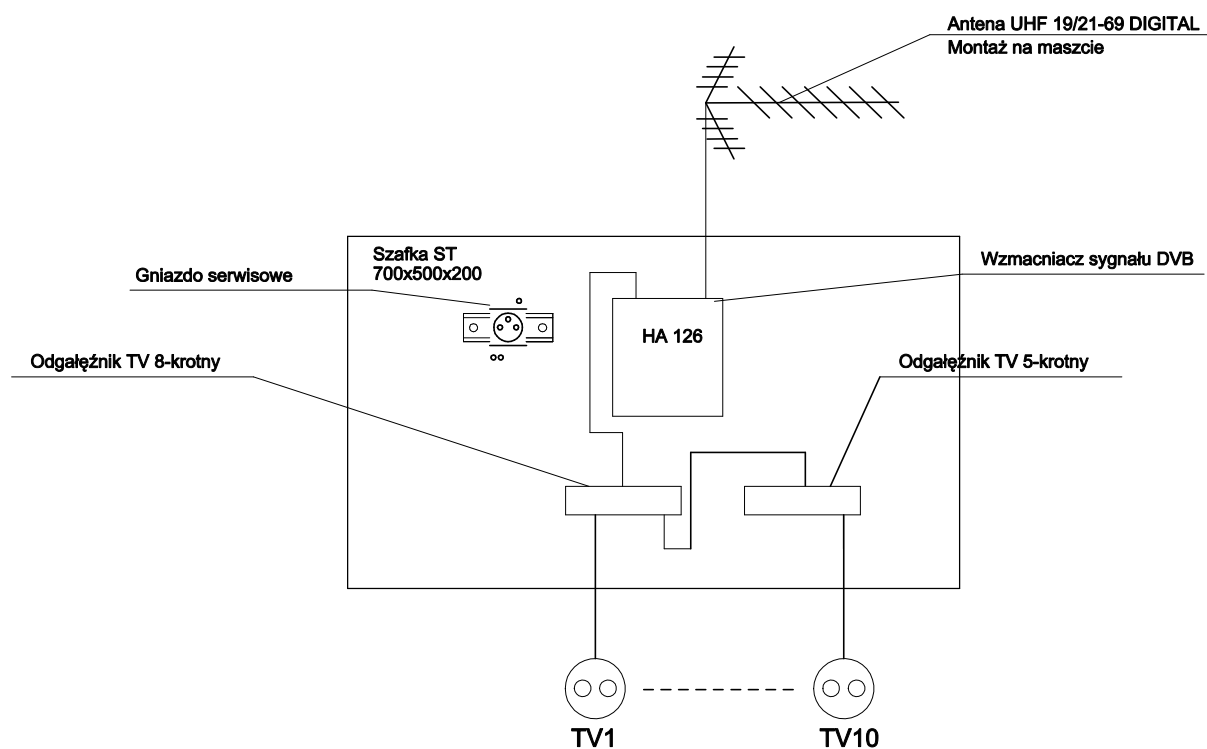 Antena UHF 19/21-69 DIGITAL
Montaż na maszcie
Szafka ST
700x500x200
Wzmacniacz sygnału DVB
Gniazdo serwisowe
HA 126
Odgałęźnik TV 8-krotny
Odgałęźnik TV 5-krotny
TV1
TV10